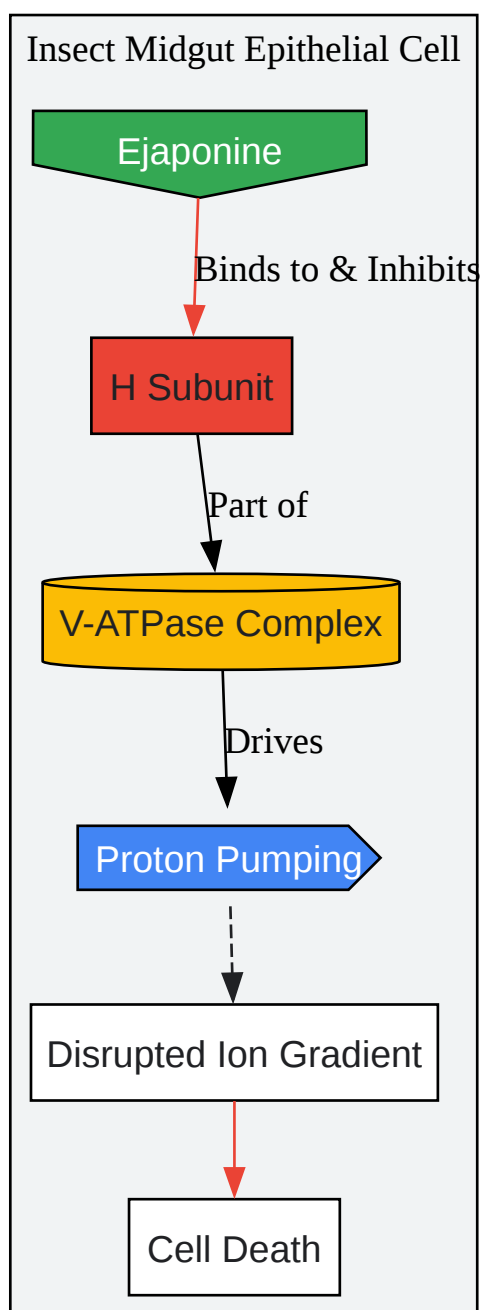 Insect Midgut Epithelial Cell
Ejaponine
Binds to & Inhibits
H Subunit
Part of
V-ATPase Complex
Drives
Proton Pumping
Disrupted Ion Gradient
Cell Death